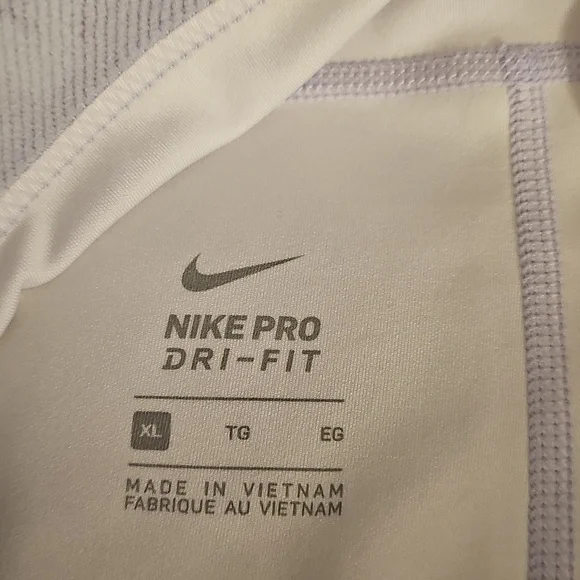 NIKE PRO
DRI-FIT
XL TG EG
MADE IN VIETNAM
FABRIQUE AU VIETNAM